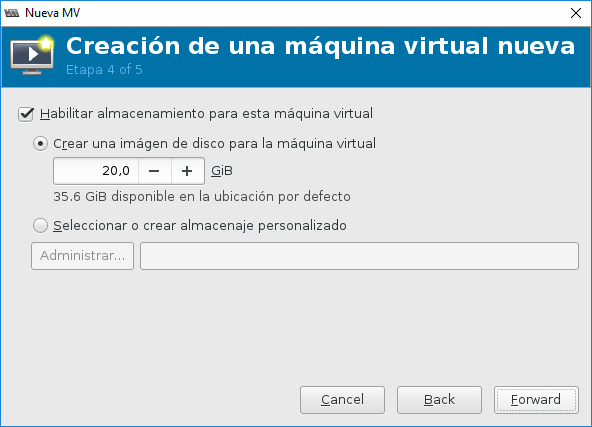 Nueva MV
Creación de una máquina virtual nueva
Etapa 4 of 5
Habilitar almacenamiento para esta máquina virtual
Crear una imágen de disco para la máquina virtual
20,0 − + GiB
35.6 GiB disponible en la ubicación por defecto
Seleccionar o crear almacenaje personalizado
Administrar...
Cancel Back Forward